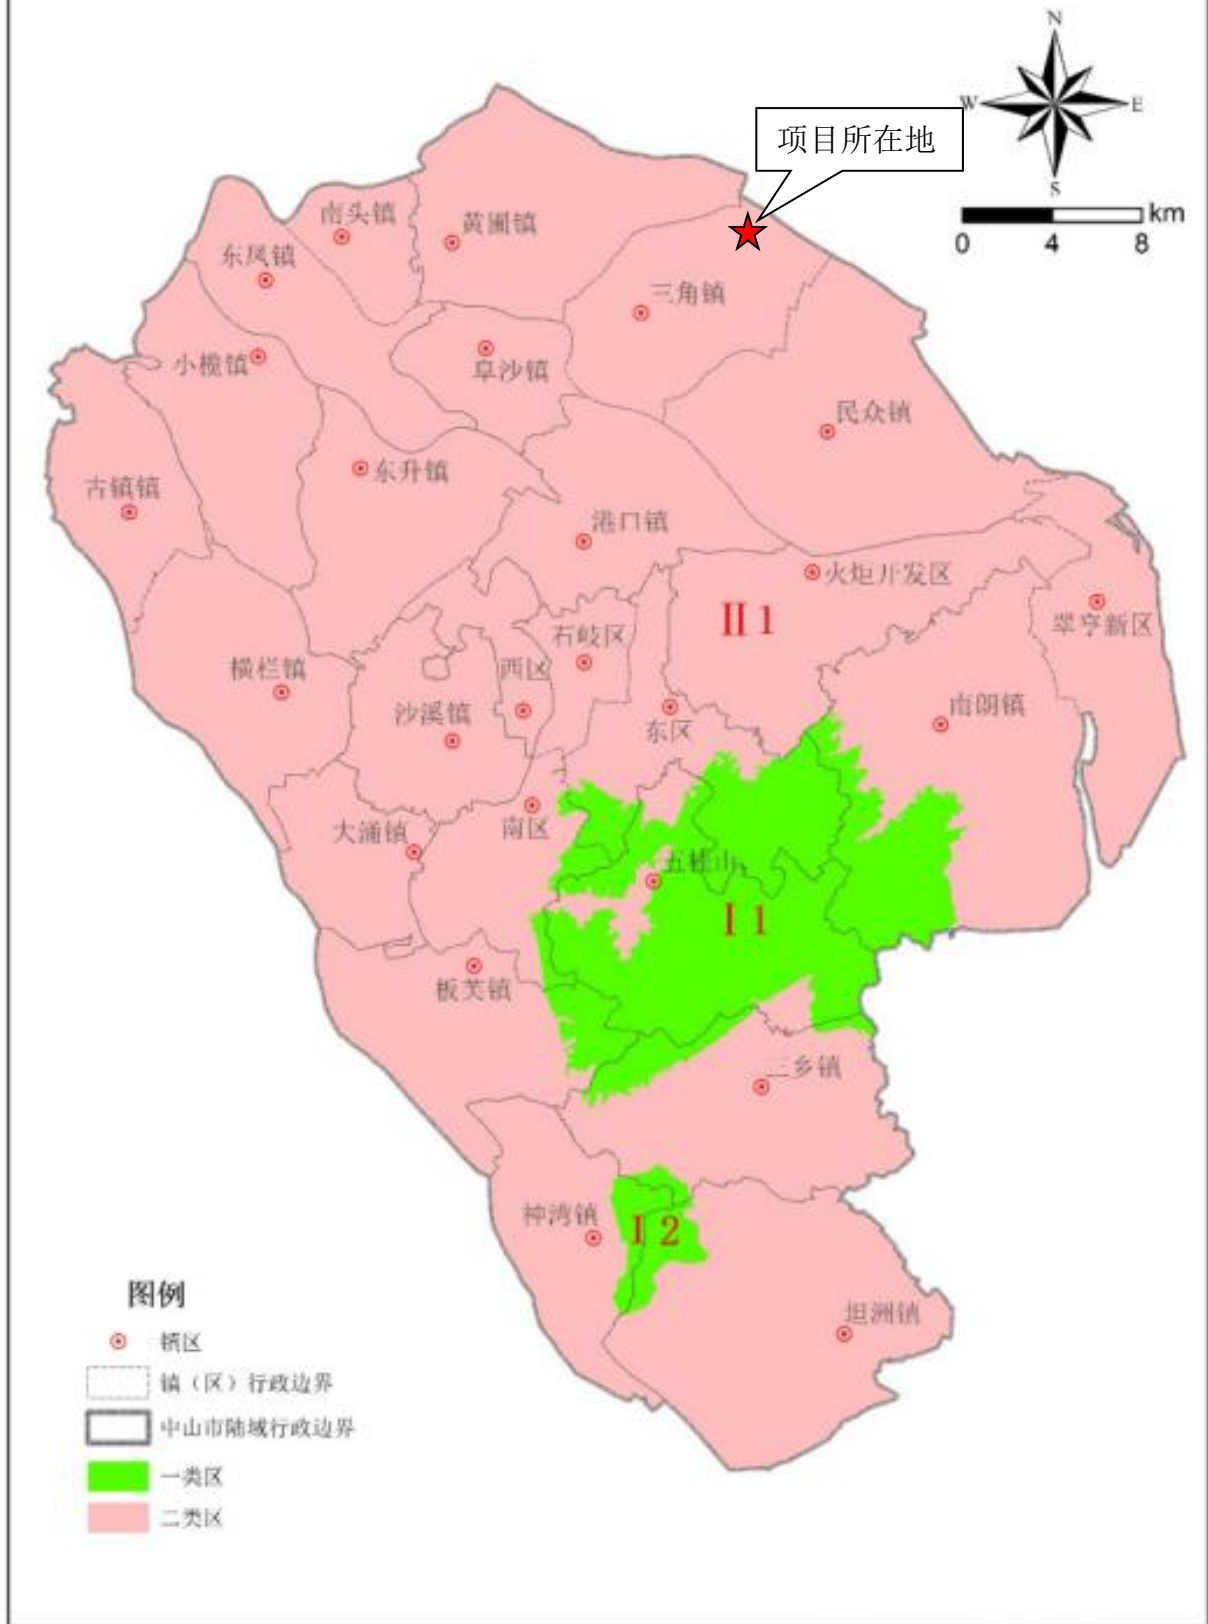 N
W
E
S
项目所在地
km
0 4 8
南头镇
黄圃镇
东凤镇
三角镇
小榄镇
阜沙镇
民众镇
东升镇
古镇镇
港口镇
火炬开发区
II 1
石岐区
翠亨新区
横栏镇
西区
沙溪镇
南朗镇
东区
大涌镇
南区
五桂山
I 1
板芙镇
三乡镇
神湾镇
I 2
坦洲镇
图例
镇区
镇（区）行政边界
中山市陆域行政边界
一类区
二类区